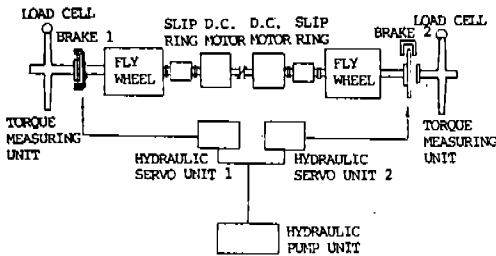 LOAD CELL
BRAKE 1
SLIP RING
D.C. MOTOR
D.C. MOTOR
SLIP RING
BRAKE 2
LOAD CELL
FLY WHEEL
FLY WHEEL
TORQUE MEASURING UNIT
HYDRAULIC SERVO UNIT 1
HYDRAULIC SERVO UNIT 2
TORQUE MEASURING UNIT
HYDRAULIC PUMP UNIT